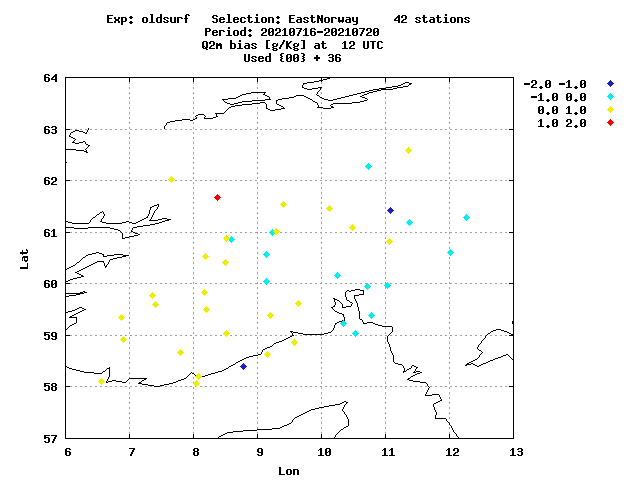 Exp: oldsurf   Selection: EastNorway     42 stations
Period: 20210716-20210720
Q2m bias [g/Kg] at  12 UTC
Used {00} + 36
-2.0 -1.0
-1.0 0.0
0.0 1.0
1.0 2.0
64
63
62
61
60
59
58
57
Lat
6 7 8 9 10 11 12 13
Lon